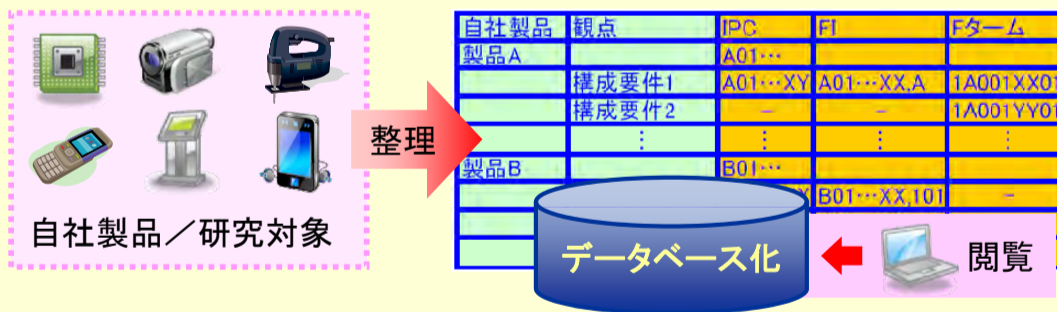 自社製品 観点 IPC FI Fターム
製品A A01…
構成要件1 A01…XY A01…XX,A 1A001XX01
構成要件2 － － 1A001YY01
： ： ： ：
製品B B01…
X B01…XX,101 －
整理
自社製品／研究対象
データベース化
閲覧